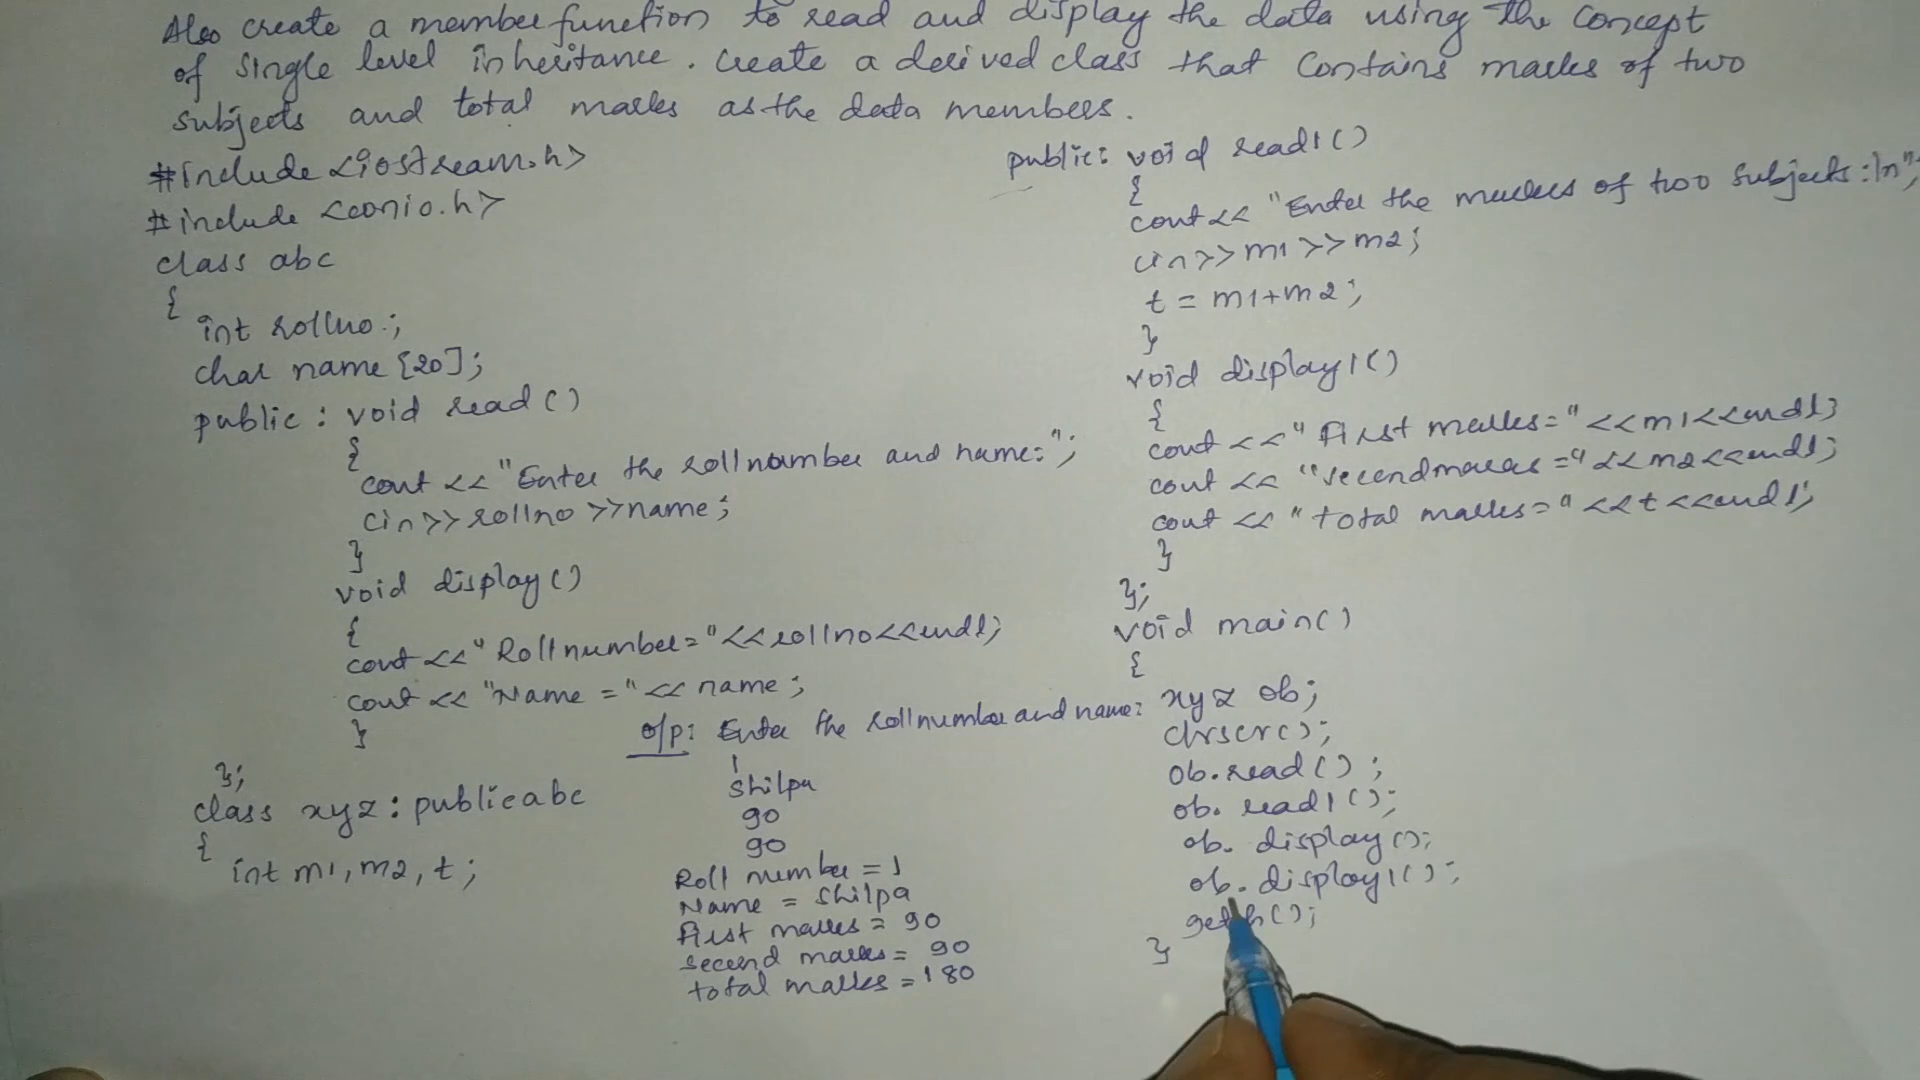 Also create a member function to read and display the data using the concept
of single level inheritance. Create a derived class that contains marks of two
subjects and total marks as the data members.
#include <iostream.h>
#include <conio.h>
class abc
{
int rollno;
char name [20];
public : void read ()
{
cout << "Enter the rollnumber and name:";
cin>> rollno >>name;
}
void display()
{
cout << "Roll number = "<<rollno<<endl;
cout << "Name = "<< name;
}
};
class xyz : public abc
{
int m1, m2, t;
public: void read1()
{
cout << "Enter the marks of two subjects:\n";
cin>>m1>>m2;
t = m1+m2;
}
void display1()
{
cout << "First marks="<<m1<<endl;
cout << "second marks="<<m2<<endl;
cout << "total marks="<<t<<endl;
}
};
void main()
{
xyz ob;
clrscr();
ob.read();
ob.read1();
ob.display();
ob.display1();
getch();
}
o/p: Enter the rollnumber and name:
1
shilpa
90
90
Roll number = 1
Name = shilpa
First marks = 90
second marks = 90
total marks = 180